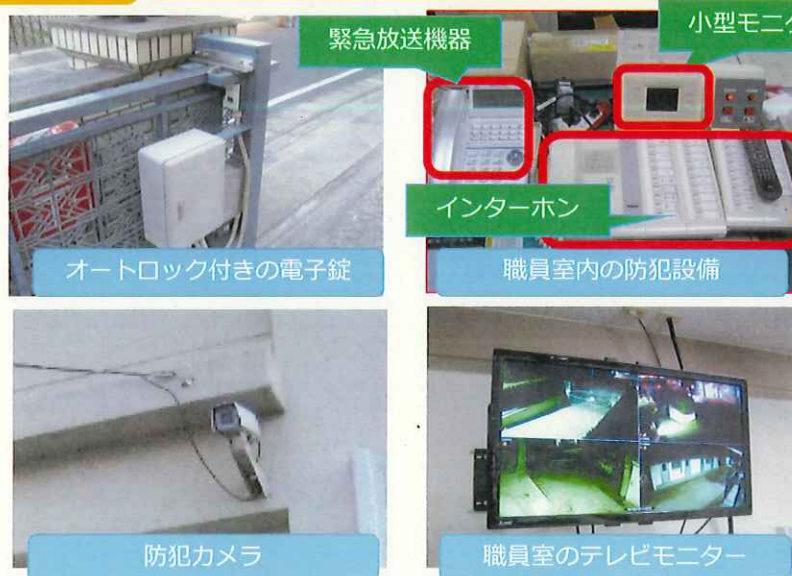 緊急放送機器
小型モニタ
インターホン
オートロック付きの電子錠
職員室内の防犯設備
防犯カメラ
職員室のテレビモニター